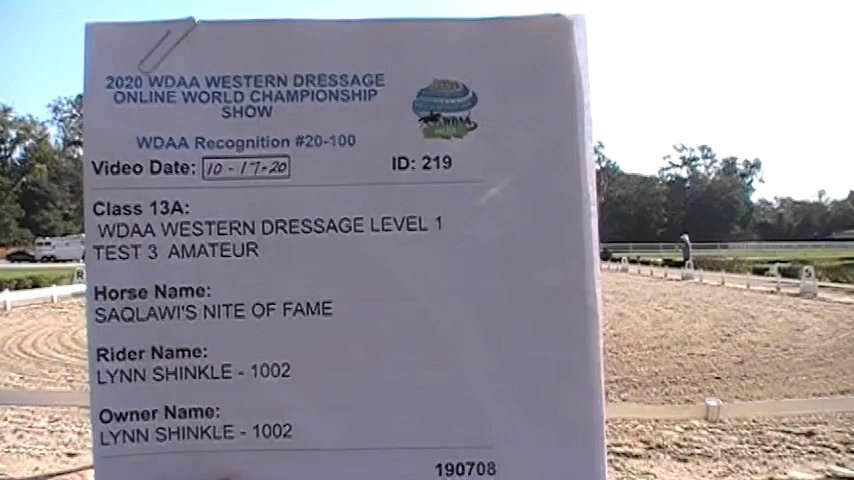 2020 WDAA WESTERN DRESSAGE
ONLINE WORLD CHAMPIONSHIP
SHOW
WDAA
WDAA Recognition #20-100
Video Date: 10-17-20 ID: 219
Class 13A:
WDAA WESTERN DRESSAGE LEVEL 1
TEST 3 AMATEUR
Horse Name:
SAQLAWI'S NITE OF FAME
Rider Name:
LYNN SHINKLE - 1002
Owner Name:
LYNN SHINKLE - 1002
190708